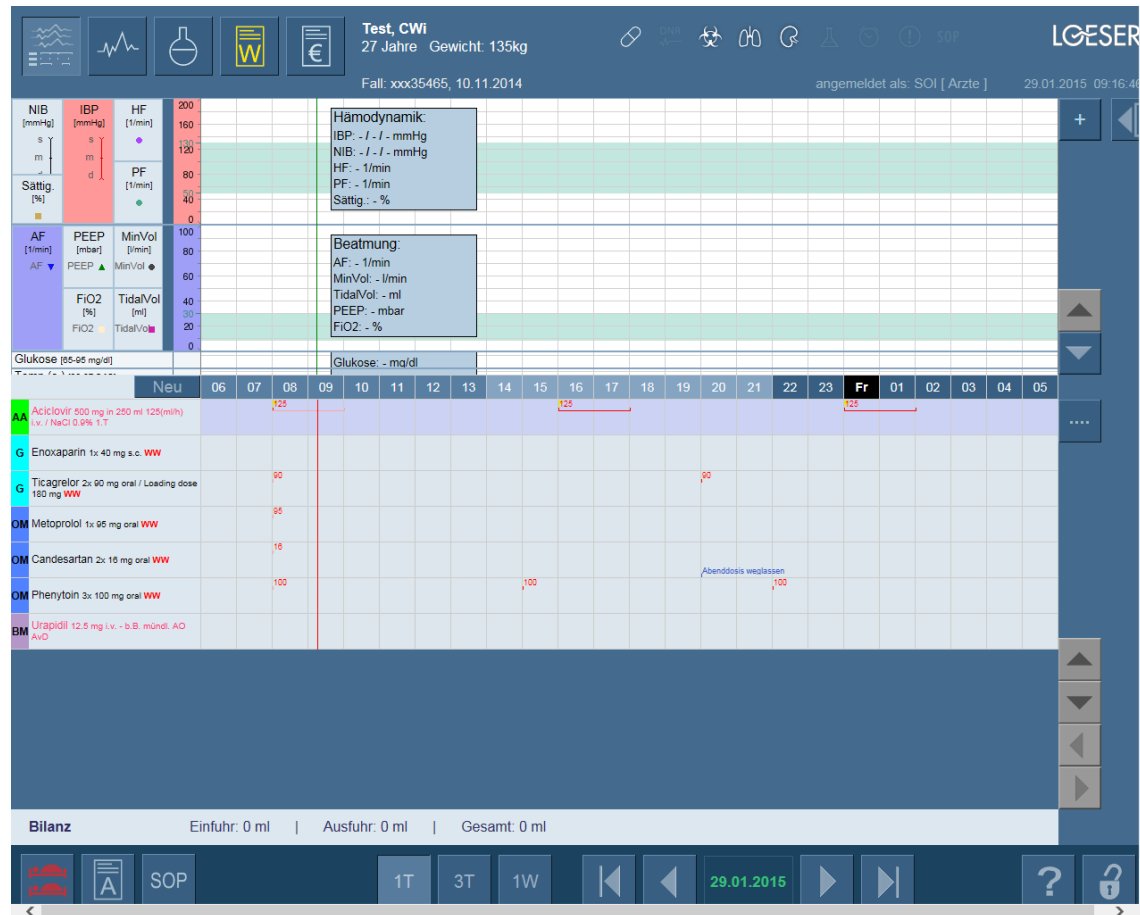 Test, CWi
27 Jahre Gewicht: 135kg
Fall: xxx35465, 10.11.2014
DNR
SOP
angemeldet als: SOI [ Ärzte ]
29.01.2015 09:16:46
LOESER
W
€
NIB
[mmHg]
s
m
d
IBP
[mmHg]
s
m
d
HF
[1/min]
PF
[1/min]
Sättig.
[%]
200
160
130
120
80
50
40
0
Hämodynamik:
IBP: - / - / - mmHg
NIB: - / - / - mmHg
HF: - 1/min
PF: - 1/min
Sättig.: - %
+
AF
[1/min]
AF
PEEP
[mbar]
PEEP
MinVol
[l/min]
MinVol
FiO2
[%]
FiO2
TidalVol
[ml]
TidalVol
100
80
60
40
30
20
0
Beatmung:
AF: - 1/min
MinVol: - l/min
TidalVol: - ml
PEEP: - mbar
FiO2: - %
Glukose [65-95 mg/dl]
Glukose: - mg/dl
Neu 06 07 08 09 10 11 12 13 14 15 16 17 18 19 20 21 22 23 Fr 01 02 03 04 05
AA Aciclovir 500 mg in 250 ml 125(ml/h)
i.v. / NaCl 0.9% 1.T
125 125 125
....
G Enoxaparin 1x 40 mg s.c. WW
G Ticagrelor 2x 90 mg oral / Loading dose
180 mg WW
90 90
OM Metoprolol 1x 95 mg oral WW
95
OM Candesartan 2x 16 mg oral WW
16
Abenddosis weglassen
OM Phenytoin 3x 100 mg oral WW
100 100 100
BM Urapidil 12.5 mg i.v. - b.B. mündl. AO
AvD
Bilanz Einfuhr: 0 ml | Ausfuhr: 0 ml | Gesamt: 0 ml
A
SOP
1T
3T
1W
29.01.2015
?